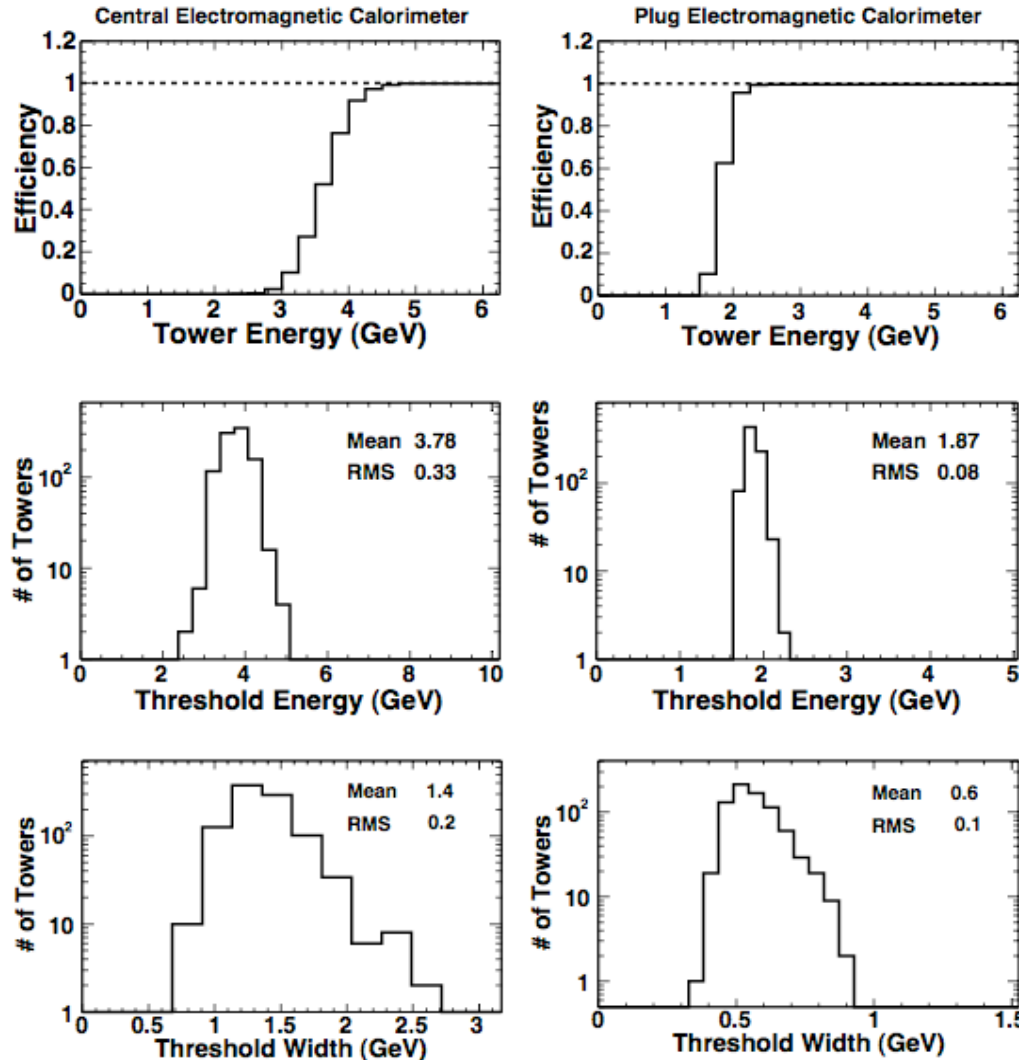 Central Electromagnetic Calorimeter
Plug Electromagnetic Calorimeter
1.2
1
0.8
0.6
0.4
0.2
0
Efficiency
0 1 2 3 4 5 6
Tower Energy (GeV)
1.2
1
0.8
0.6
0.4
0.2
0
Efficiency
0 1 2 3 4 5 6
Tower Energy (GeV)
Mean 3.78
RMS 0.33
10²
10
1
# of Towers
0 2 4 6 8 10
Threshold Energy (GeV)
Mean 1.87
RMS 0.08
10²
10
1
# of Towers
0 1 2 3 4 5
Threshold Energy (GeV)
Mean 1.4
RMS 0.2
10²
10
1
# of Towers
0 0.5 1 1.5 2 2.5 3
Threshold Width (GeV)
Mean 0.6
RMS 0.1
10²
10
1
# of Towers
0 0.5 1 1.5
Threshold Width (GeV)